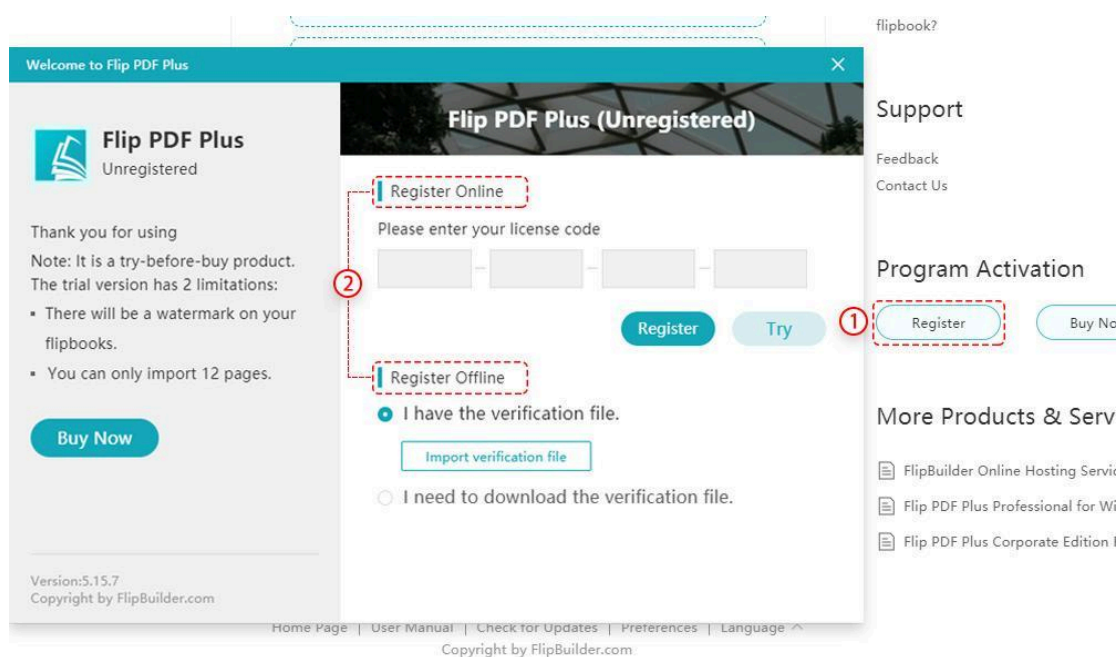 flipbook?
Welcome to Flip PDF Plus
Flip PDF Plus
Unregistered
Thank you for using
Note: It is a try-before-buy product.
The trial version has 2 limitations:
▪ There will be a watermark on your
flipbooks.
▪ You can only import 12 pages.
Buy Now
Version:5.15.7
Copyright by FlipBuilder.com
Flip PDF Plus (Unregistered)
2
Register Online
Please enter your license code
Register Try
Register Offline
I have the verification file.
Import verification file
I need to download the verification file.
Support
Feedback
Contact Us
Program Activation
1 Register Buy No
More Products & Serv
FlipBuilder Online Hosting Servic
Flip PDF Plus Professional for Wi
Flip PDF Plus Corporate Edition
Home Page | User Manual | Check for Updates | Preferences | Language
Copyright by FlipBuilder.com